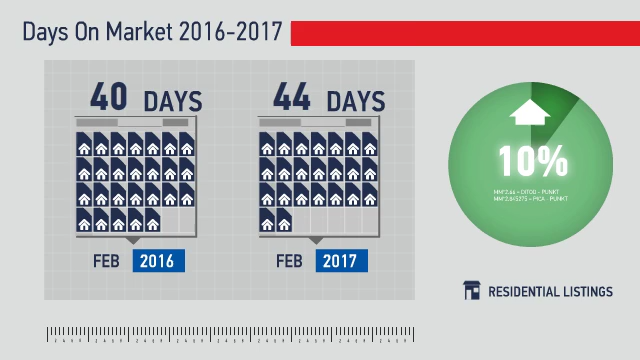 Days On Market 2016-2017
40 DAYS
44 DAYS
FEB 2016
FEB 2017
10%
RESIDENTIAL LISTINGS